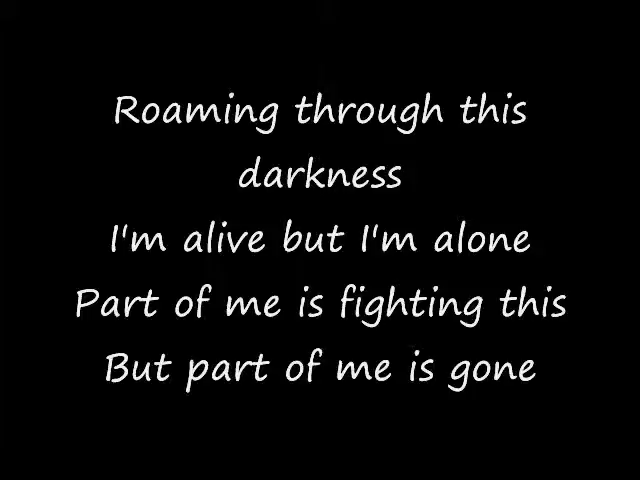 Roaming through this
darkness
I'm alive but I'm alone
Part of me is fighting this
But part of me is gone